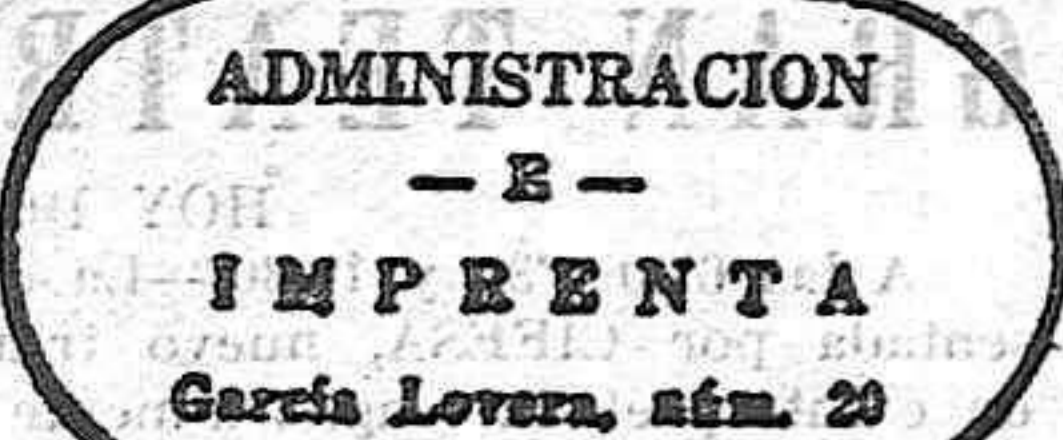 ADMINISTRACION
— E —
IMPRENTA
García Lovera, núm. 20